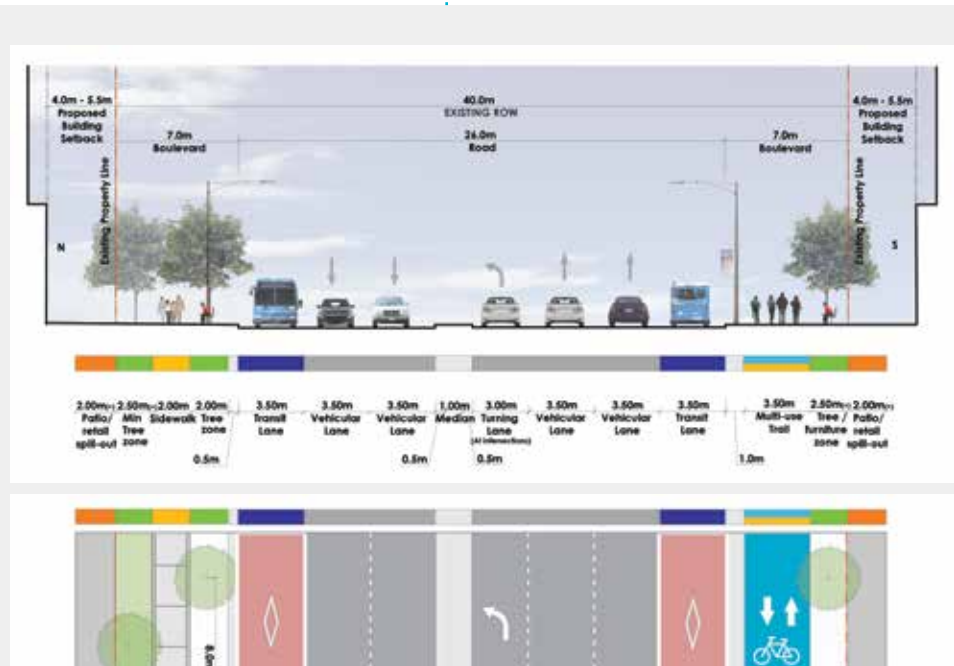 4.0m - 5.5m
Proposed
Building
Setback
40.0m
EXISTING ROW
4.0m - 5.5m
Proposed
Building
Setback
7.0m
Boulevard
26.0m
Road
7.0m
Boulevard
Existing Property Line
Existing Property Line
N
S
2.00m(+)
Patio/
retail
spill-out
2.50m(+)
Min
Tree
zone
2.00m
Sidewalk
2.00m
Tree
zone
3.50m
Transit
Lane
3.50m
Vehicular
Lane
3.50m
Vehicular
Lane
1.00m
Median
3.00m
Turning
Lane
(At intersections)
3.50m
Vehicular
Lane
3.50m
Vehicular
Lane
3.50m
Transit
Lane
3.50m
Multi-use
Trail
2.50m(+)
Tree /
furniture
zone
2.00m(+)
Patio/
retail
spill-out
0.5m
0.5m
0.5m
1.0m